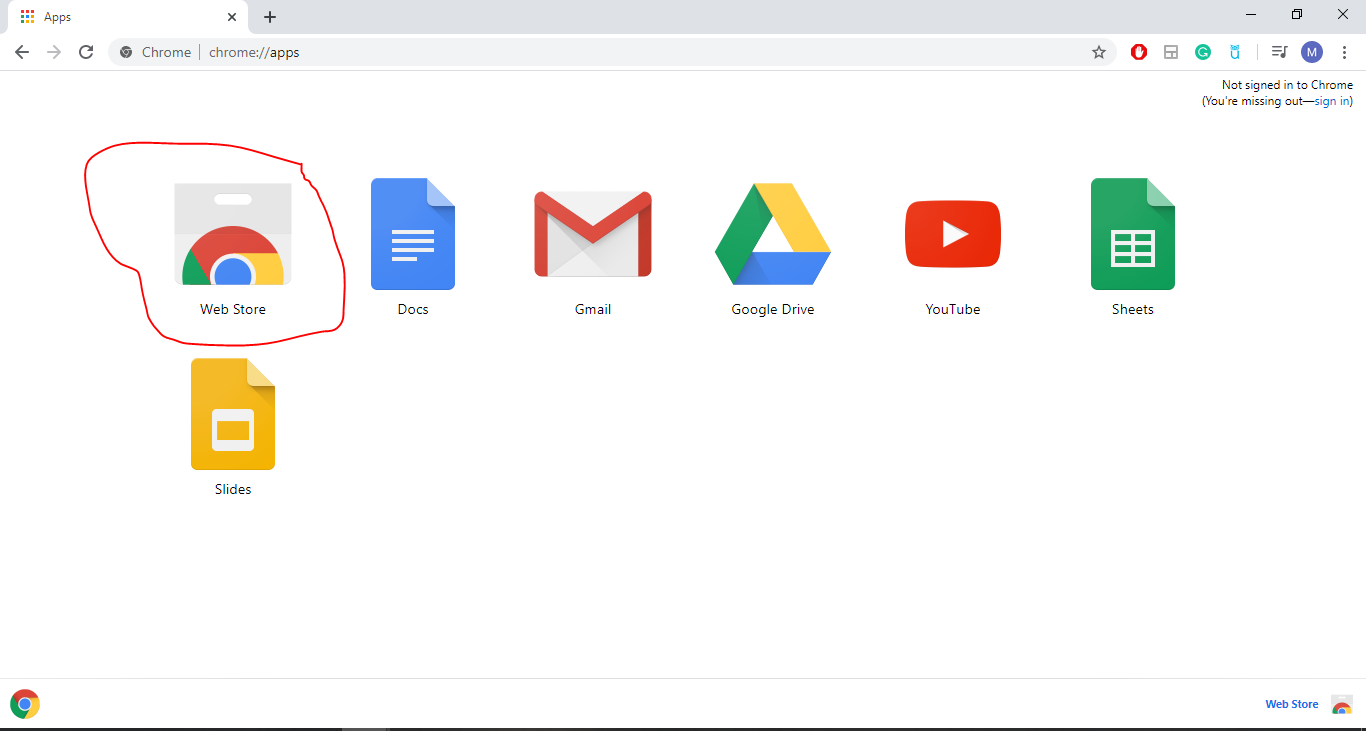 Apps
Chrome chrome://apps
M
Not signed in to Chrome
(You're missing out—sign in)
Web Store
Docs
Gmail
Google Drive
YouTube
Sheets
Slides
Web Store